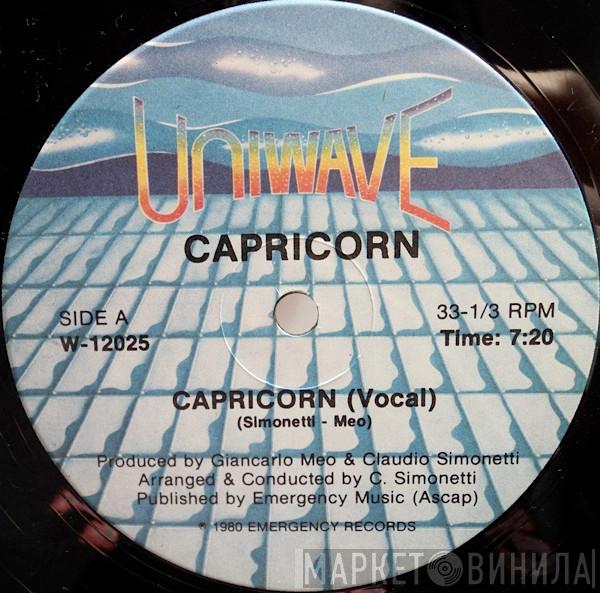 UNIWAVE
CAPRICORN
SIDE A
W-12025
33-1/3 RPM
Time: 7:20
CAPRICORN (Vocal)
(Simonetti - Meo)
Produced by Giancarlo Meo & Claudio Simonetti
Arranged & Conducted by C. Simonetti
Published by Emergency Music (Ascap)
℗ 1980 EMERGENCY RECORDS
МАРКЕТ ВИНИЛА